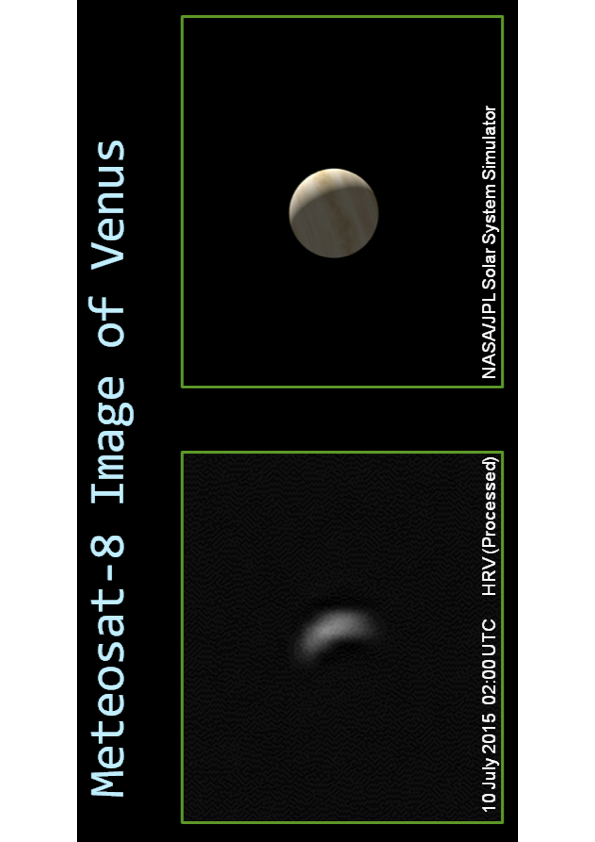 Meteosat-8 Image of Venus
10 July 2015 02:00 UTC HRV (Processed)
NASA/JPL Solar System Simulator